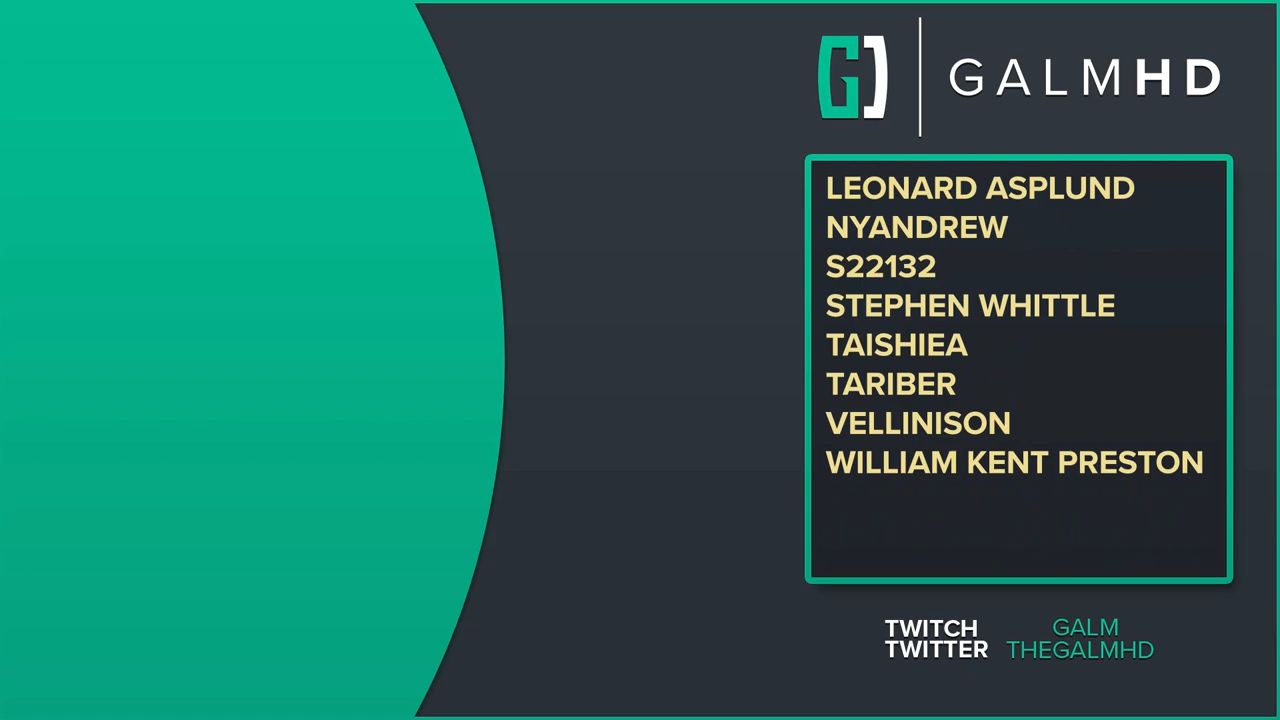 GALMHD
LEONARD ASPLUND
NYANDREW
S22132
STEPHEN WHITTLE
TAISHIEA
TARIBER
VELLINISON
WILLIAM KENT PRESTON
TWITCH GALM
TWITTER THEGALMHD